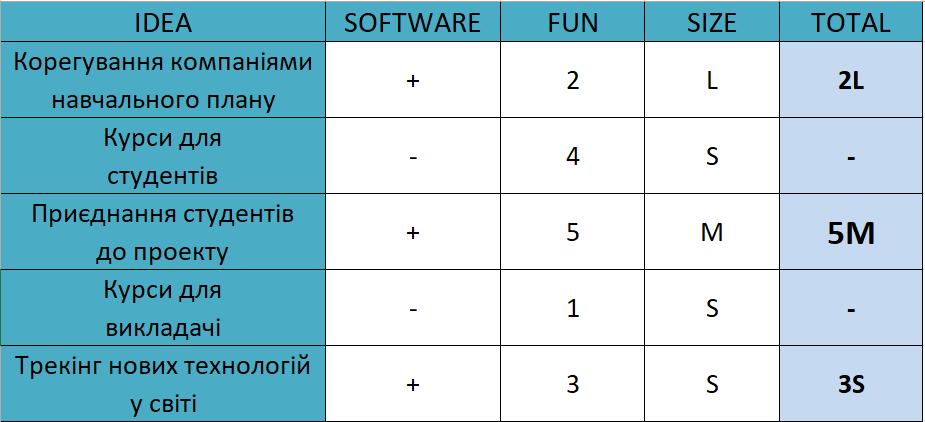 IDEA SOFTWARE FUN SIZE TOTAL
Корегування компаніями
навчального плану
+ 2 L 2L
Курси для
студентів
- 4 S -
Приєднання студентів
до проекту
+ 5 M 5M
Курси для
викладачі
- 1 S -
Трекінг нових технологій
у світі
+ 3 S 3S